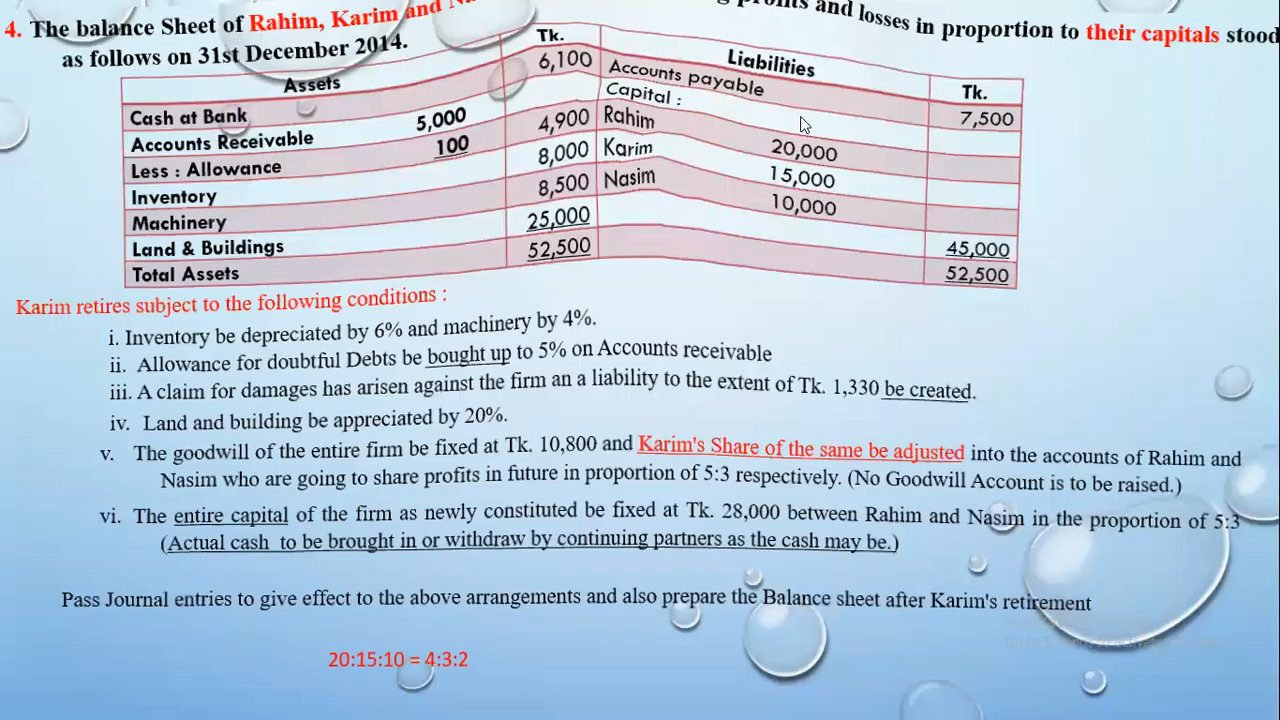 4. The balance Sheet of Rahim, Karim and and losses in proportion to their capitals stood
as follows on 31st December 2014.
Assets Tk. Liabilities Tk.
Cash at Bank 6,100 Accounts payable 7,500
Accounts Receivable 5,000 Capital :
Less : Allowance 100 4,900 Rahim 20,000
Inventory 8,000 Karim 15,000
Machinery 8,500 Nasim 10,000
Land & Buildings 25,000 45,000
Total Assets 52,500 52,500
Karim retires subject to the following conditions :
i. Inventory be depreciated by 6% and machinery by 4%.
ii. Allowance for doubtful Debts be bought up to 5% on Accounts receivable
iii. A claim for damages has arisen against the firm an a liability to the extent of Tk. 1,330 be created.
iv. Land and building be appreciated by 20%.
v. The goodwill of the entire firm be fixed at Tk. 10,800 and Karim's Share of the same be adjusted into the accounts of Rahim and
Nasim who are going to share profits in future in proportion of 5:3 respectively. (No Goodwill Account is to be raised.)
vi. The entire capital of the firm as newly constituted be fixed at Tk. 28,000 between Rahim and Nasim in the proportion of 5:3
(Actual cash to be brought in or withdraw by continuing partners as the cash may be.)
Pass Journal entries to give effect to the above arrangements and also prepare the Balance sheet after Karim's retirement
20:15:10 = 4:3:2